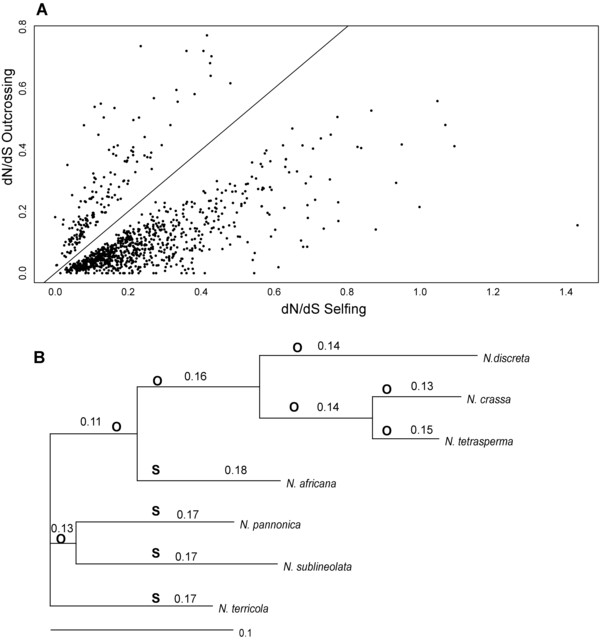 A
dN/dS Outcrossing
0.8
0.6
0.4
0.2
0.0
0.0 0.2 0.4 0.6 0.8 1.0 1.2 1.4
dN/dS Selfing
B
O 0.14
N.discreta
O 0.16
O 0.13
N. crassa
O 0.14
0.11 O
O 0.15
N. tetrasperma
S 0.18
N. africana
S 0.17
N. pannonica
0.13
O
S 0.17
N. sublineolata
S 0.17
N. terricola
0.1